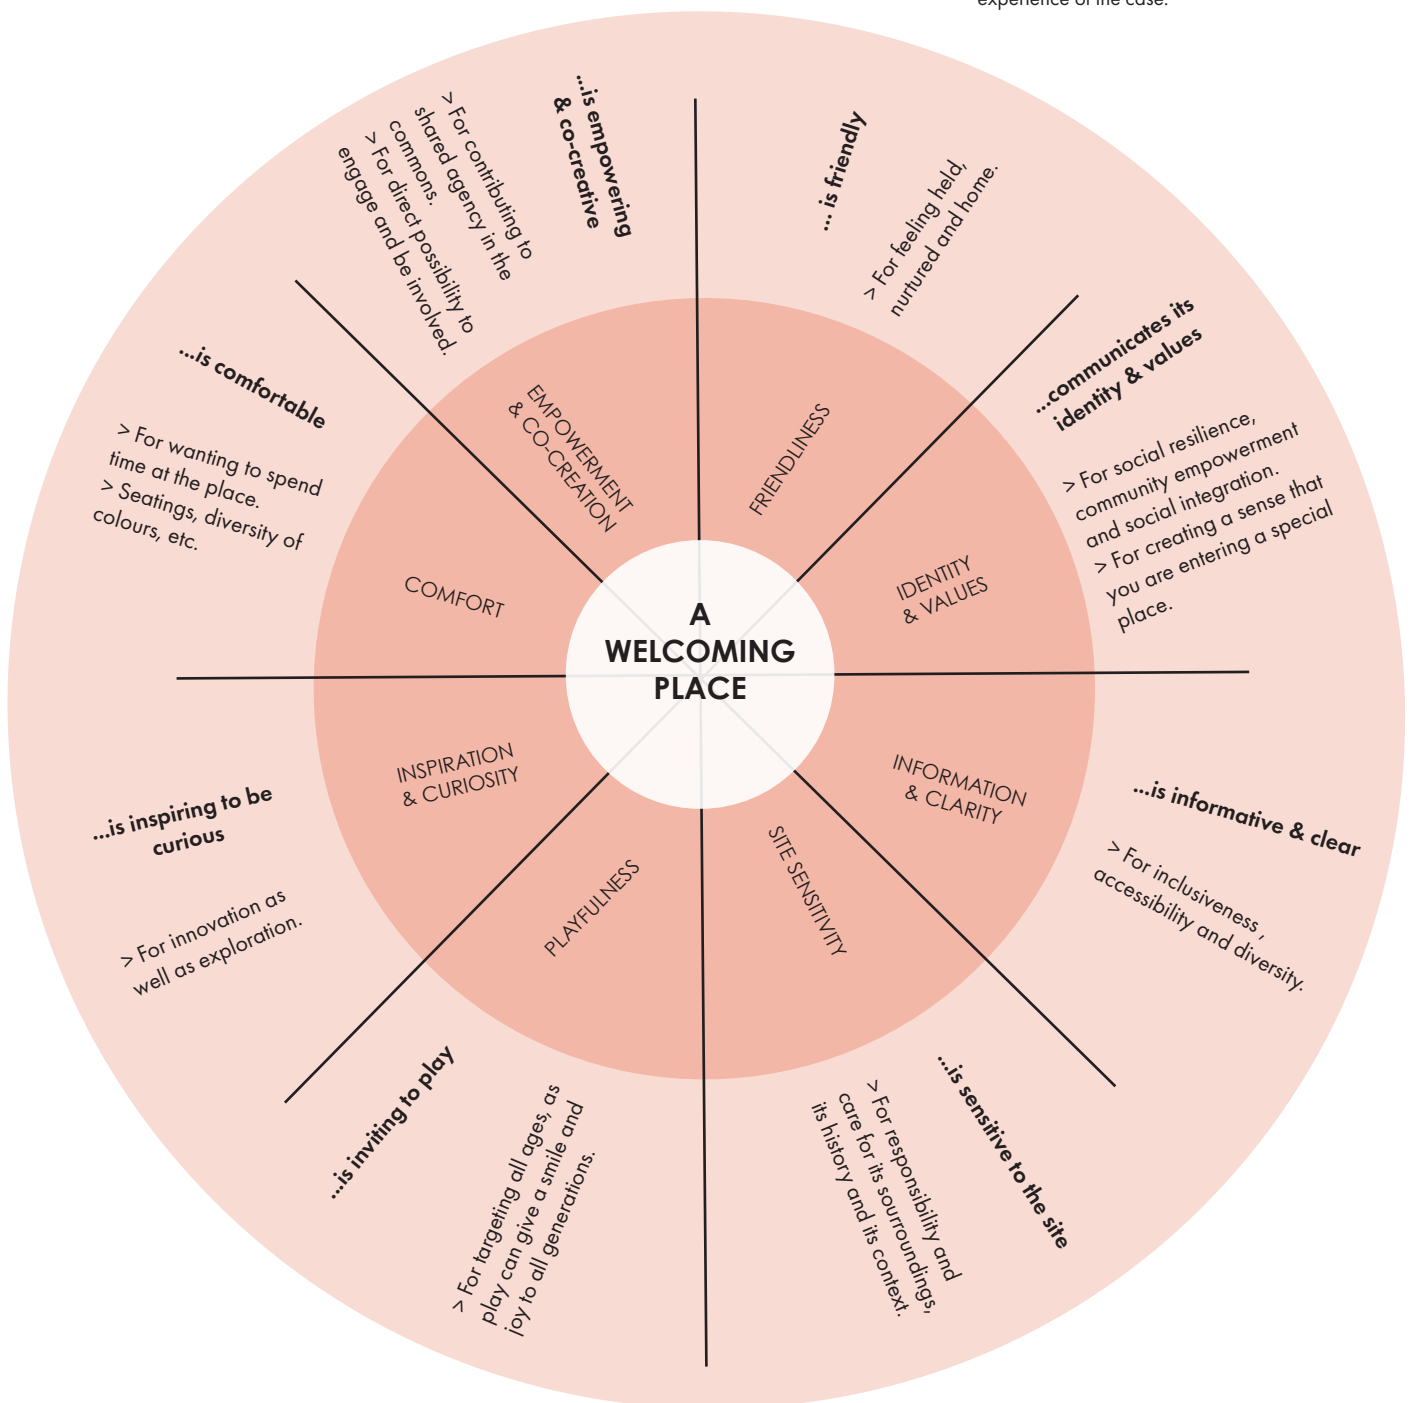 experience of the case.
A
WELCOMING
PLACE
FRIENDLINESS
... is friendly
> For feeling held,
nurtured and home.
IDENTITY
& VALUES
...communicates its
identity & values
> For social resilience,
community empowerment
and social integration.
> For creating a sense that
you are entering a special
place.
INFORMATION
& CLARITY
...is informative & clear
> For inclusiveness,
accessibility and diversity.
SITE SENSITIVITY
...is sensitive to the site
> For responsibility and
care for its sourroundings,
its history and its context.
PLAYFULNESS
...is inviting to play
> For targeting all ages, as
play can give a smile and
joy to all generations.
INSPIRATION
& CURIOSITY
...is inspiring to be
curious
> For innovation as
well as exploration.
COMFORT
...is comfortable
> For wanting to spend
time at the place.
> Seatings, diversity of
colours, etc.
EMPOWERMENT
& CO-CREATION
...is empowering
& co-creative
> For contributing to
shared agency in the
commons.
> For direct possibility to
engage and be involved.